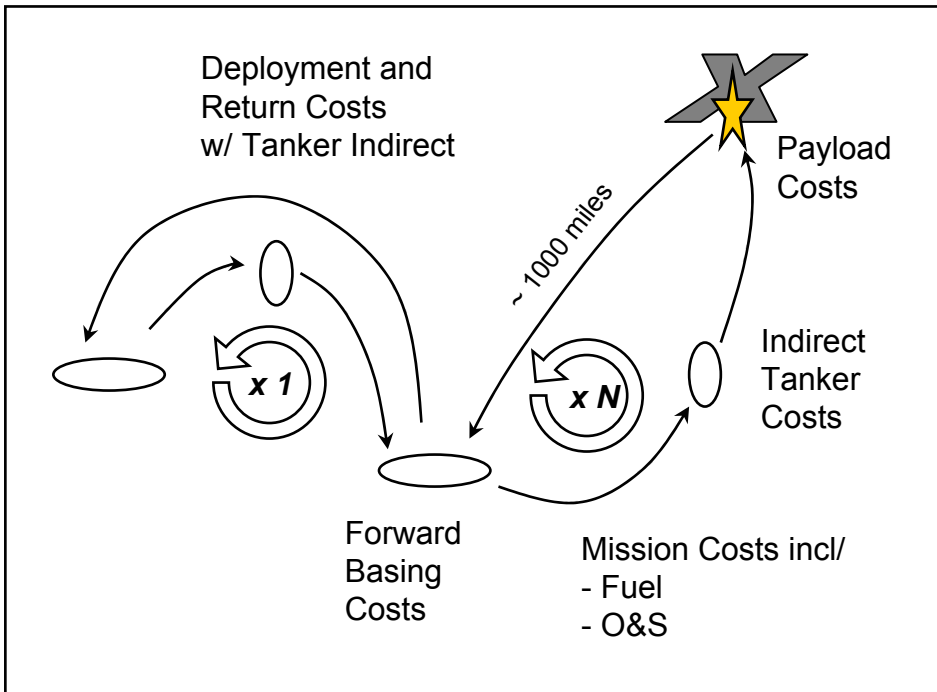 Deployment and
Return Costs
w/ Tanker Indirect
Payload
Costs
~ 1000 miles
x 1
x N
Indirect
Tanker
Costs
Forward
Basing
Costs
Mission Costs incl/
- Fuel
- O&S